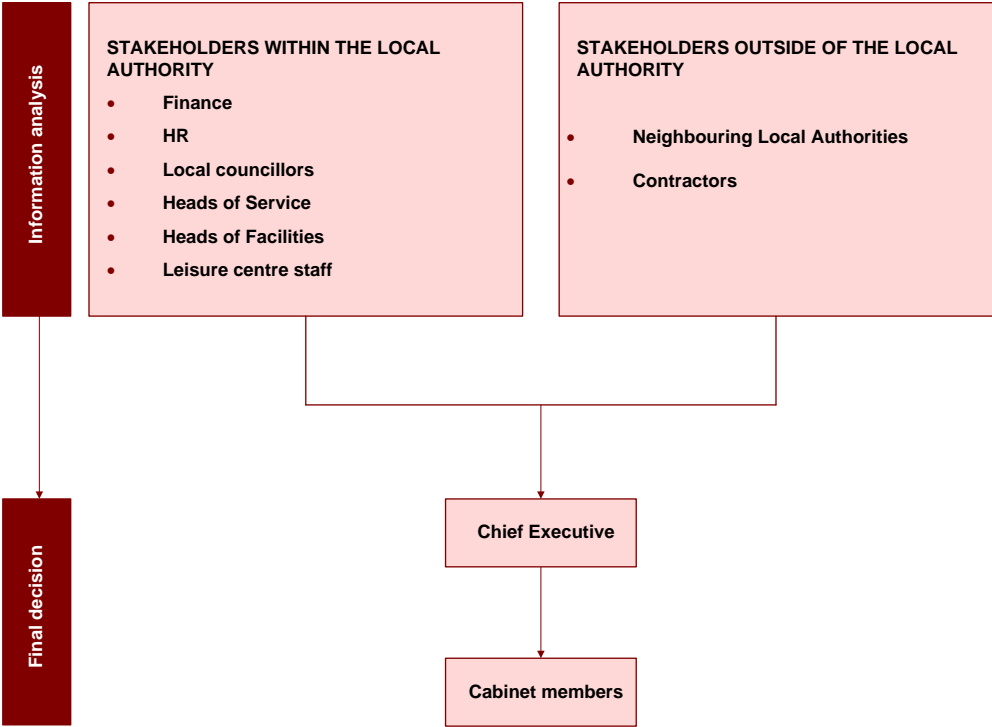 Information analysis
STAKEHOLDERS WITHIN THE LOCAL
AUTHORITY
• Finance
• HR
• Local councillors
• Heads of Service
• Heads of Facilities
• Leisure centre staff
STAKEHOLDERS OUTSIDE OF THE LOCAL
AUTHORITY
• Neighbouring Local Authorities
• Contractors
Final decision
Chief Executive
Cabinet members